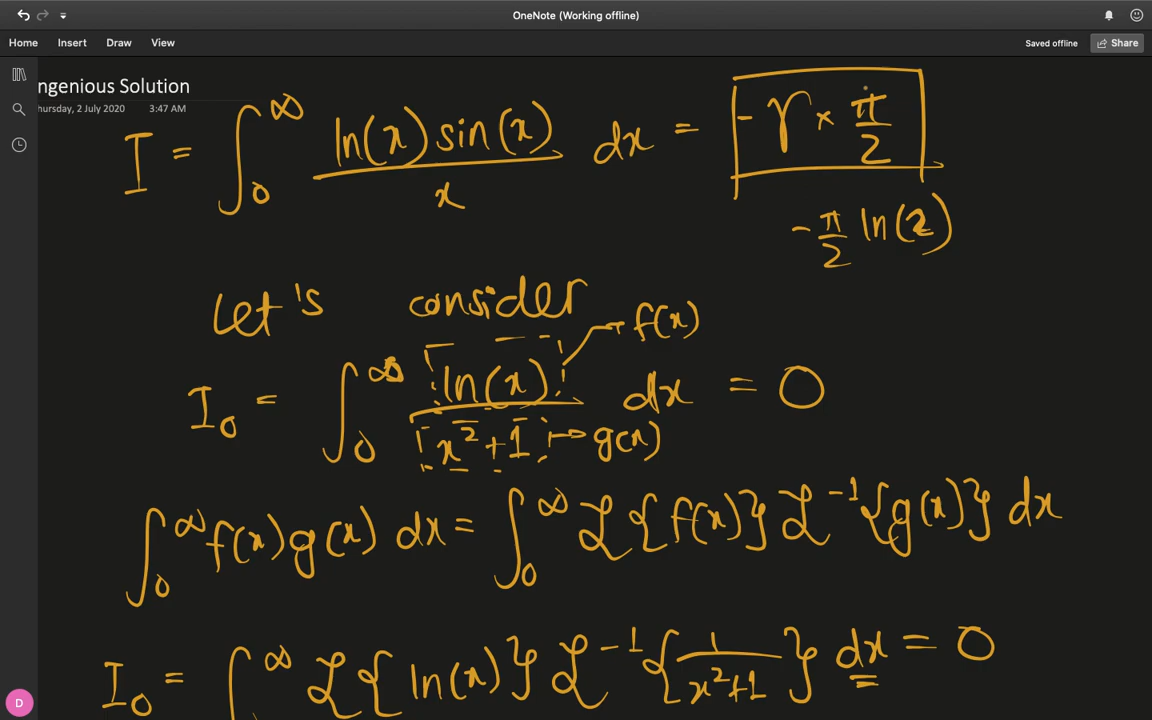 OneNote (Working offline)
Home Insert Draw View Saved offline Share
ngenious Solution
hursday, 2 July 2020 3:47 AM
I = ∫₀^∞ ln(x) sin(x) / x dx = -γ × π/2
- π/2 ln(2)
Let's consider
I₀ = ∫₀^∞ ln(x) / x²+1 dx = 0
→ f(x)
→ g(x)
∫₀^∞ f(x)g(x) dx = ∫₀^∞ ℒ{f(x)} ℒ⁻¹{g(x)} dx
I₀ = ∫^∞ ℒ{ln(x)} ℒ⁻¹{1/x²+1} dx = 0
D